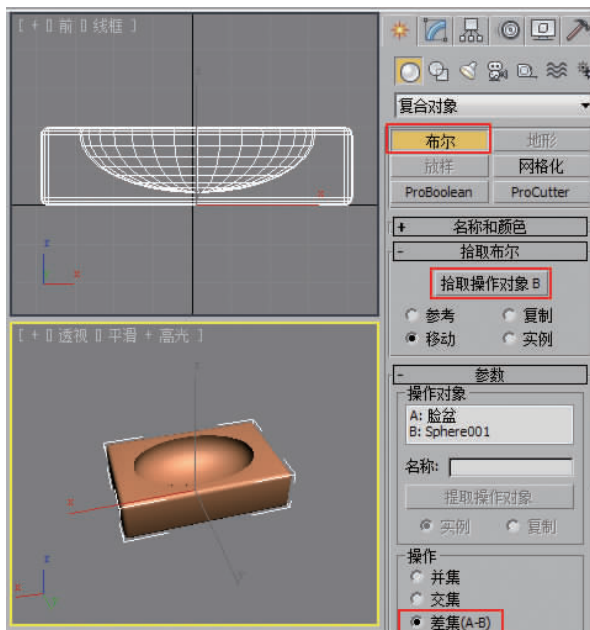 [ + 0 前 0 线框 ]
x
z
x
[ + 0 透视 0 平滑 + 高光 ]
x
z
x
y
复合对象
布尔
地形
放样
网格化
ProBoolean
ProCutter
+ 名称和颜色
- 拾取布尔
拾取操作对象 B
参考
复制
移动
实例
- 参数
操作对象
A: 脸盆
B: Sphere001
名称:
提取操作对象
实例
复制
操作
并集
交集
差集(A-B)